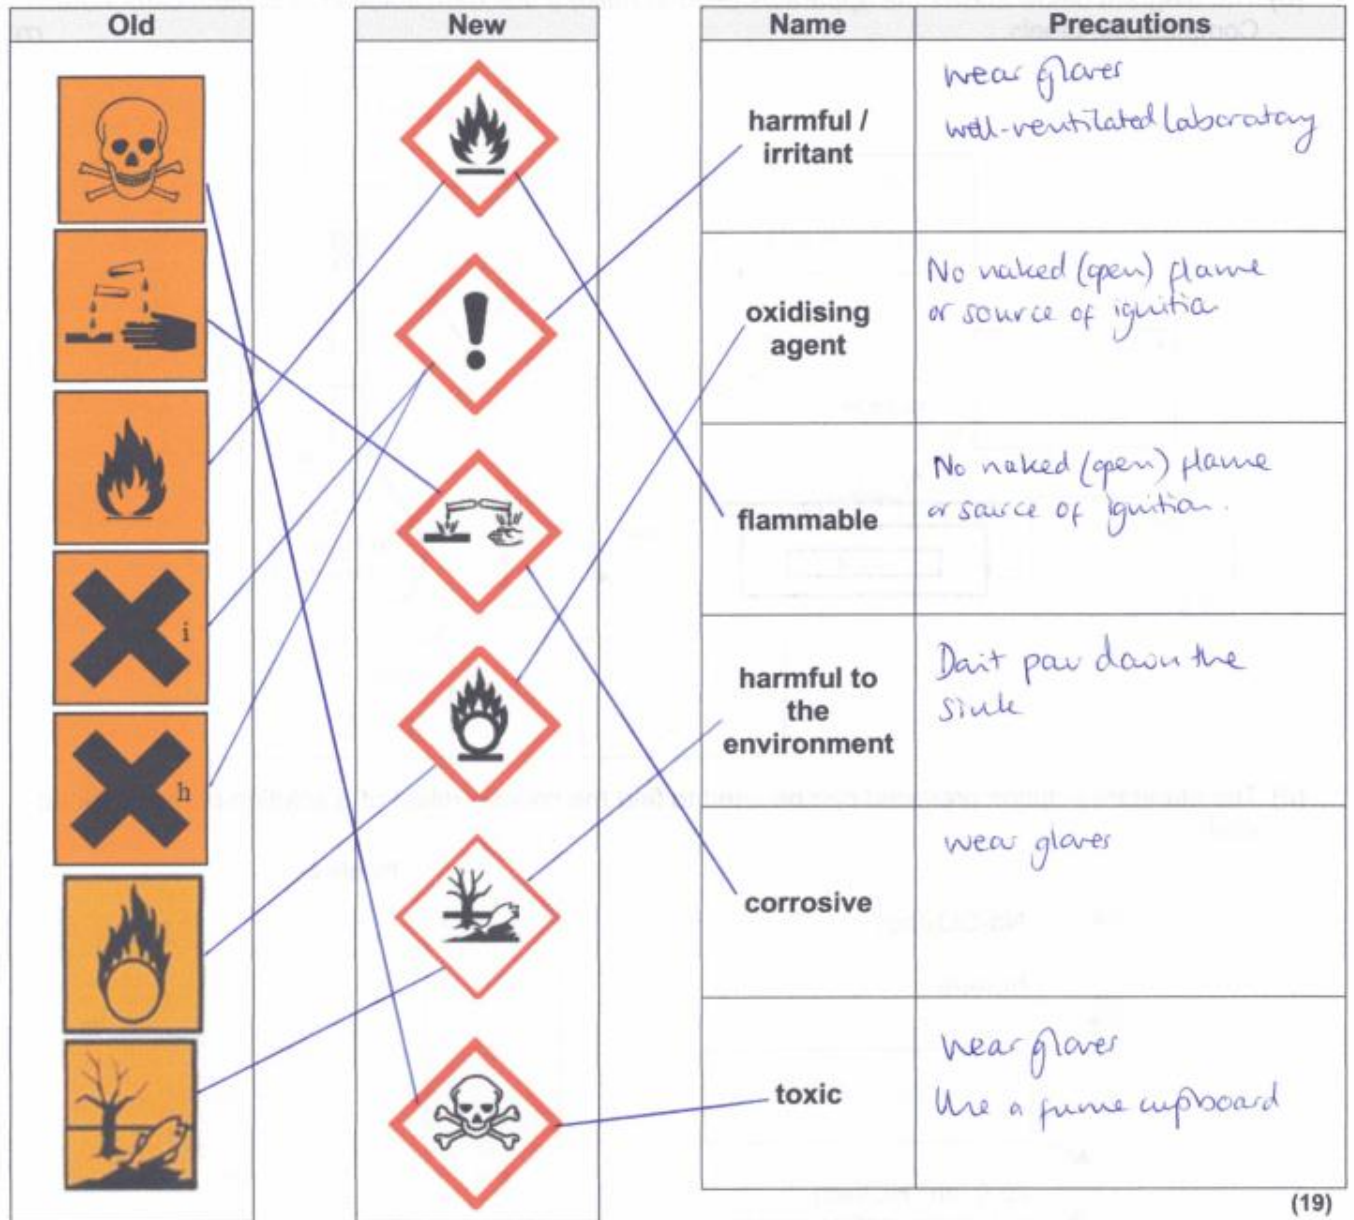 Old
New
Name
Precautions
harmful /
irritant
wear gloves
well-ventilated laboratory
oxidising
agent
No naked (open) flame
or source of ignition
flammable
No naked (open) flame
or source of ignition.
i
harmful to
the
environment
Don't pour down the
sink
h
corrosive
wear gloves
toxic
wear gloves
Use a fume cupboard
(19)